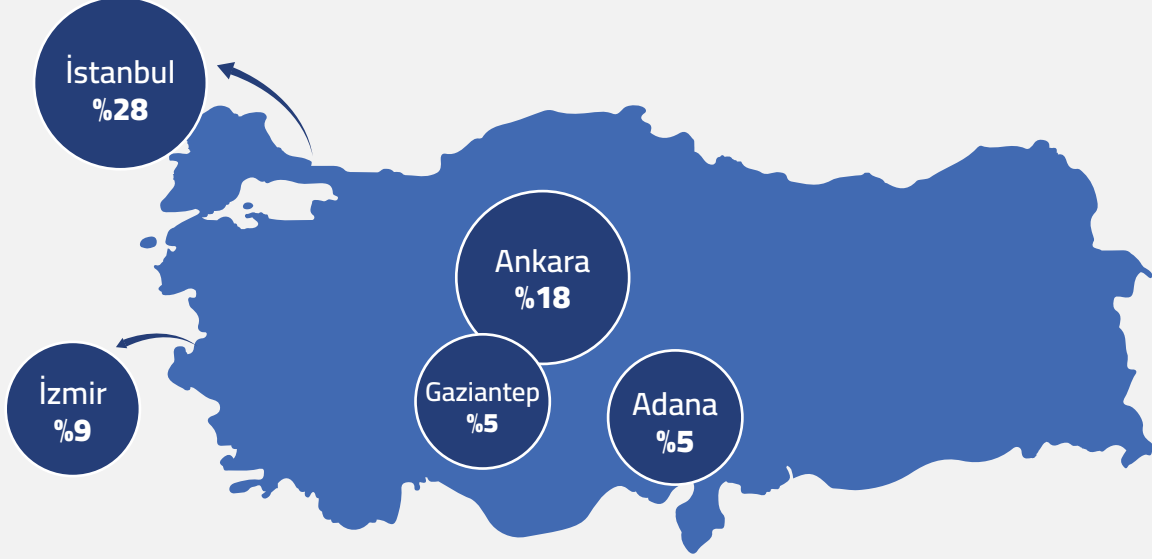 İstanbul
%28
Ankara
%18
İzmir
%9
Gaziantep
%5
Adana
%5